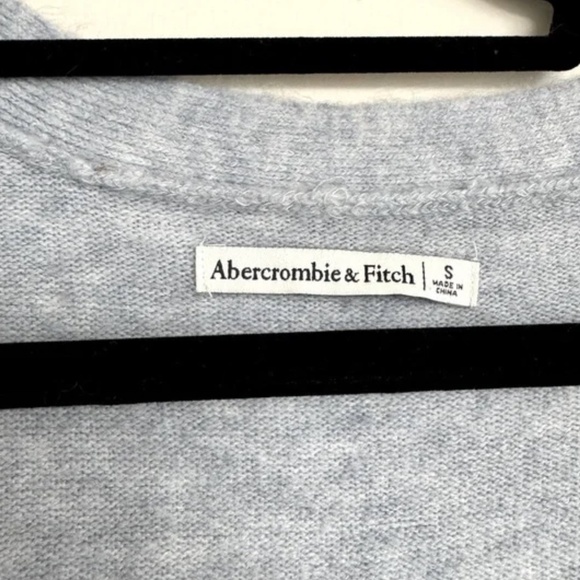 Abercrombie & Fitch | S
MADE IN
CHINA